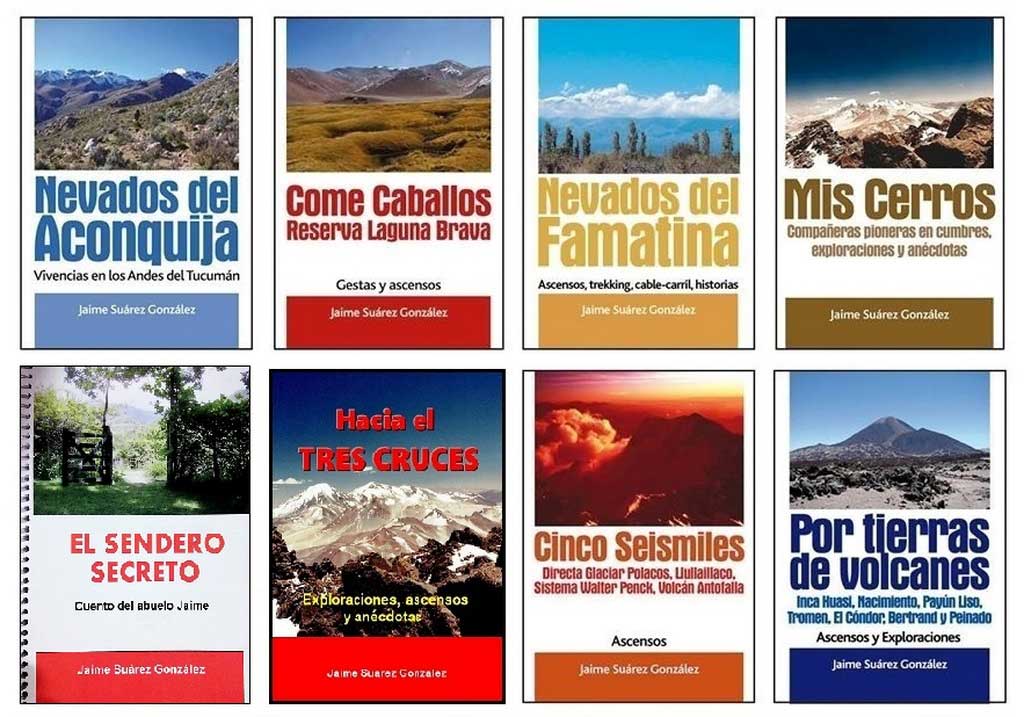 Nevados del
Aconquija
Vivencias en los Andes del Tucumán
Jaime Suárez González
Come Caballos
Reserva Laguna Brava
Gestas y ascensos
Jaime Suárez González
Nevados del
Famatina
Ascensos, trekking, cable-carril, historias
Jaime Suárez González
Mis Cerros
Compañeras pioneras en cumbres,
exploraciones y anécdotas
Jaime Suárez González
EL SENDERO
SECRETO
Cuento del abuelo Jaime
Jaime Suárez González
Hacia el
TRES CRUCES
Exploraciones, ascensos
y anécdotas
Jaime Suarez Gonzalez
Cinco Seismiles
Directa Glaciar Polacos, Llullaillaco,
Sistema Walter Penck, Volcán Antofalla
Ascensos
Jaime Suárez González
Por tierras
de volcanes
Inca Huasi, Nacimiento, Payún Liso,
Tromen, El Cóndor, Bertrand y Peinado
Ascensos y Exploraciones
Jaime Suárez González